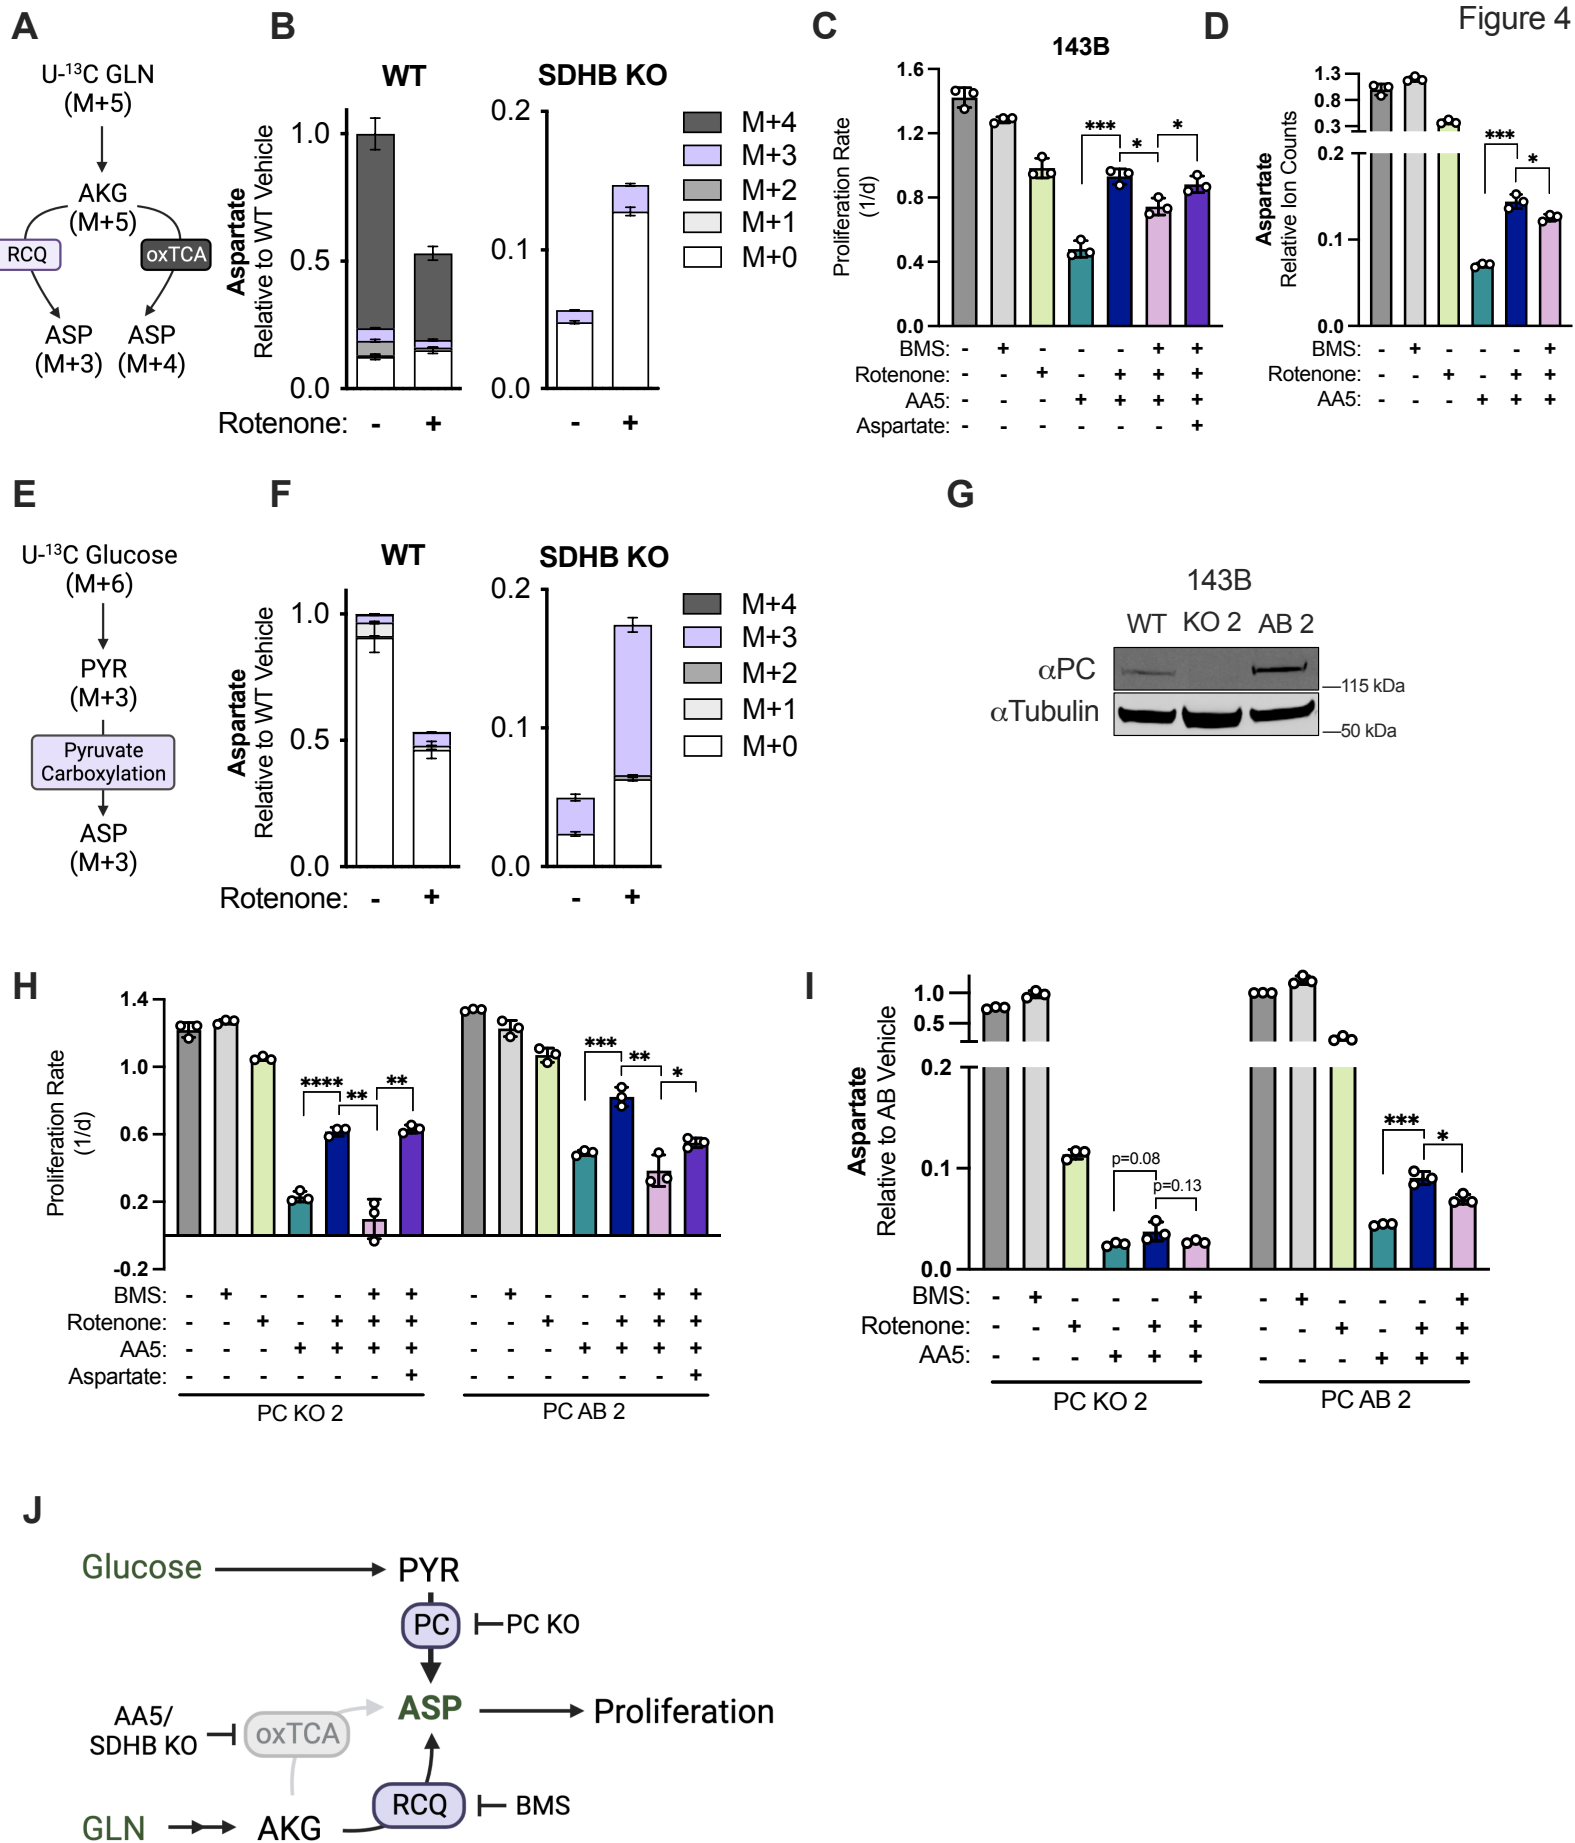 Figure 4
A
U-¹³C GLN
(M+5)
AKG
(M+5)
RCQ
oxTCA
ASP
(M+3)
ASP
(M+4)
B
WT
SDHB KO
Aspartate
Relative to WT Vehicle
1.0
0.5
0.0
0.2
0.1
0.0
M+4
M+3
M+2
M+1
M+0
Rotenone: - + - +
C
143B
Proliferation Rate
(1/d)
1.6
1.2
0.8
0.4
0.0
*** * *
BMS: - + - - - + +
Rotenone: - - + - + + +
AA5: - - - + + + +
Aspartate: - - - - - - +
D
Aspartate
Relative Ion Counts
1.3
0.8
0.3
0.2
0.1
0.0
*** *
BMS: - + - - - +
Rotenone: - - + - + +
AA5: - - - + + +
E
U-¹³C Glucose
(M+6)
PYR
(M+3)
Pyruvate
Carboxylation
ASP
(M+3)
F
WT
SDHB KO
Aspartate
Relative to WT Vehicle
1.0
0.5
0.0
0.2
0.1
0.0
M+4
M+3
M+2
M+1
M+0
Rotenone: - + - +
G
143B
WT KO 2 AB 2
αPC
αTubulin
115 kDa
50 kDa
H
Proliferation Rate
(1/d)
1.4
1.0
0.6
0.2
-0.2
**** ** ** *** ** *
BMS: - + - - - + + - + - - - + +
Rotenone: - - + - + + + - - + - + + +
AA5: - - - + + + + - - - + + + +
Aspartate: - - - - - - + - - - - - - +
PC KO 2
PC AB 2
I
Aspartate
Relative to AB Vehicle
1.0
0.5
0.2
0.1
0.0
p=0.08
p=0.13
*** *
BMS: - + - - - + - + - - - +
Rotenone: - - + - + + - - + - + +
AA5: - - - + + + - - - + + +
PC KO 2
PC AB 2
J
Glucose
PYR
PC
PC KO
ASP
Proliferation
AA5/
SDHB KO
oxTCA
RCQ
BMS
GLN
AKG